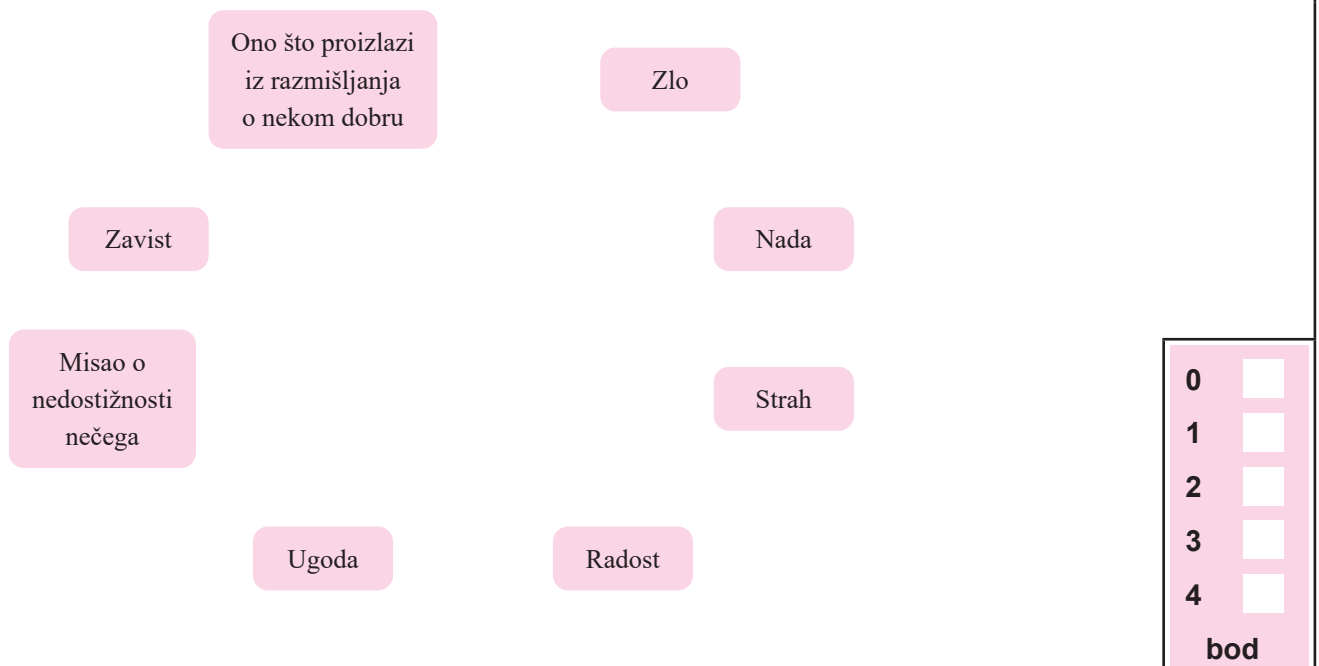 Ono što proizlazi
iz razmišljanja
o nekom dobru
Zlo
Zavist
Nada
Misao o
nedostižnosti
nečega
Strah
Ugoda
Radost
0
1
2
3
4
bod